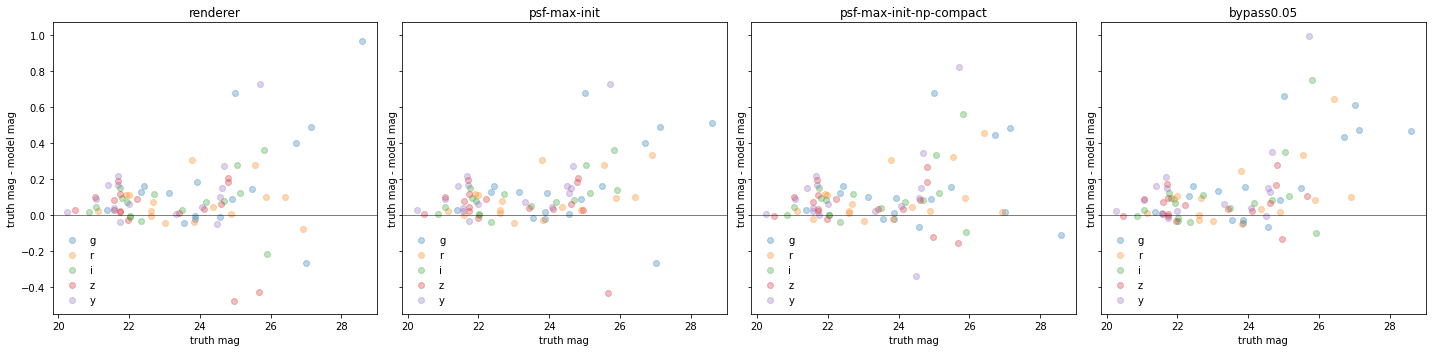 renderer
truth mag - model mag
1.0
0.8
0.6
0.4
0.2
0.0
−0.2
−0.4
g
r
i
z
y
20
22
24
26
28
truth mag
psf-max-init
truth mag - model mag
g
r
i
z
y
20
22
24
26
28
truth mag
psf-max-init-np-compact
truth mag - model mag
g
r
i
z
y
20
22
24
26
28
truth mag
bypass0.05
truth mag - model mag
g
r
i
z
y
20
22
24
26
28
truth mag